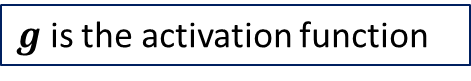 g is the activation function